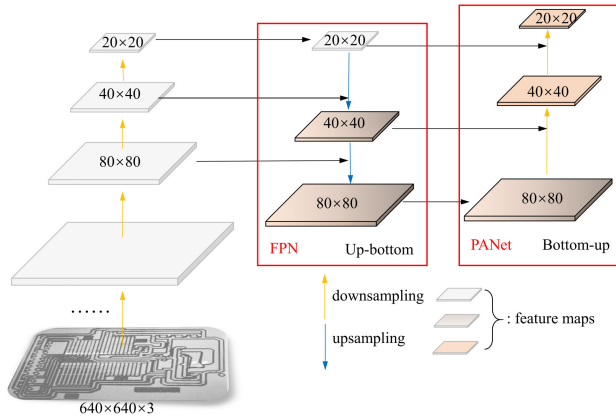 20×20
20×20
20×20
40×40
40×40
40×40
80×80
80×80
80×80
FPN Up-bottom
PANet Bottom-up
......
downsampling
upsampling
: feature maps
640×640×3